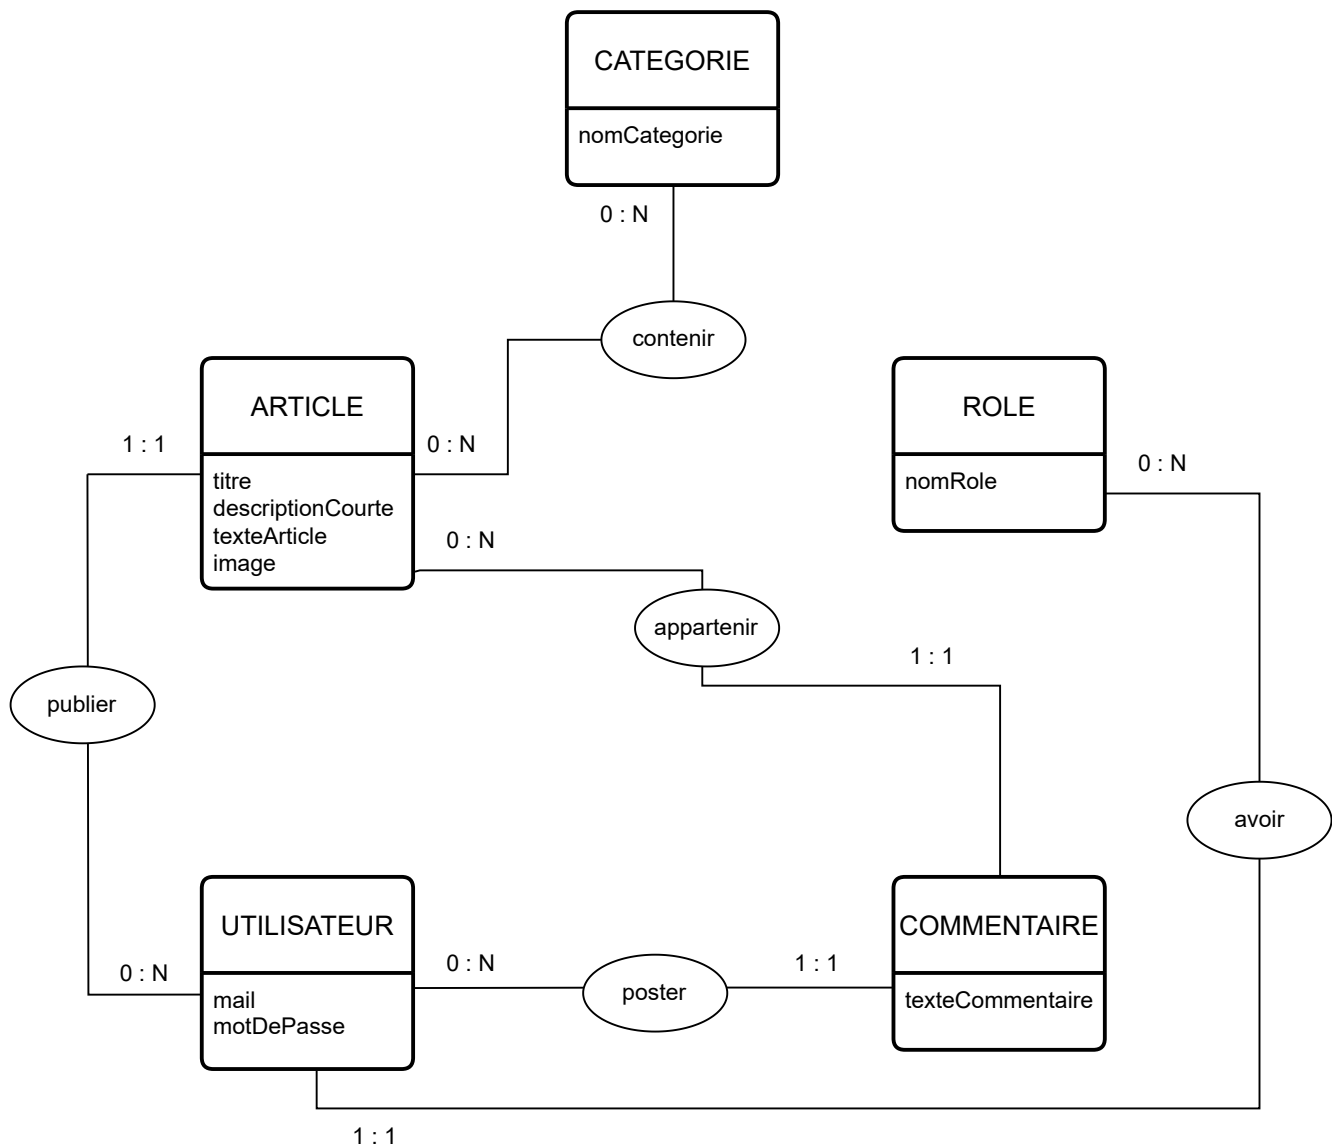 CATEGORIE
nomCategorie
0 : N
contenir
ARTICLE
titre
descriptionCourte
texteArticle
image
1 : 1
0 : N
0 : N
ROLE
nomRole
0 : N
appartenir
1 : 1
publier
avoir
UTILISATEUR
mail
motDePasse
0 : N
0 : N
poster
1 : 1
COMMENTAIRE
texteCommentaire
1 : 1